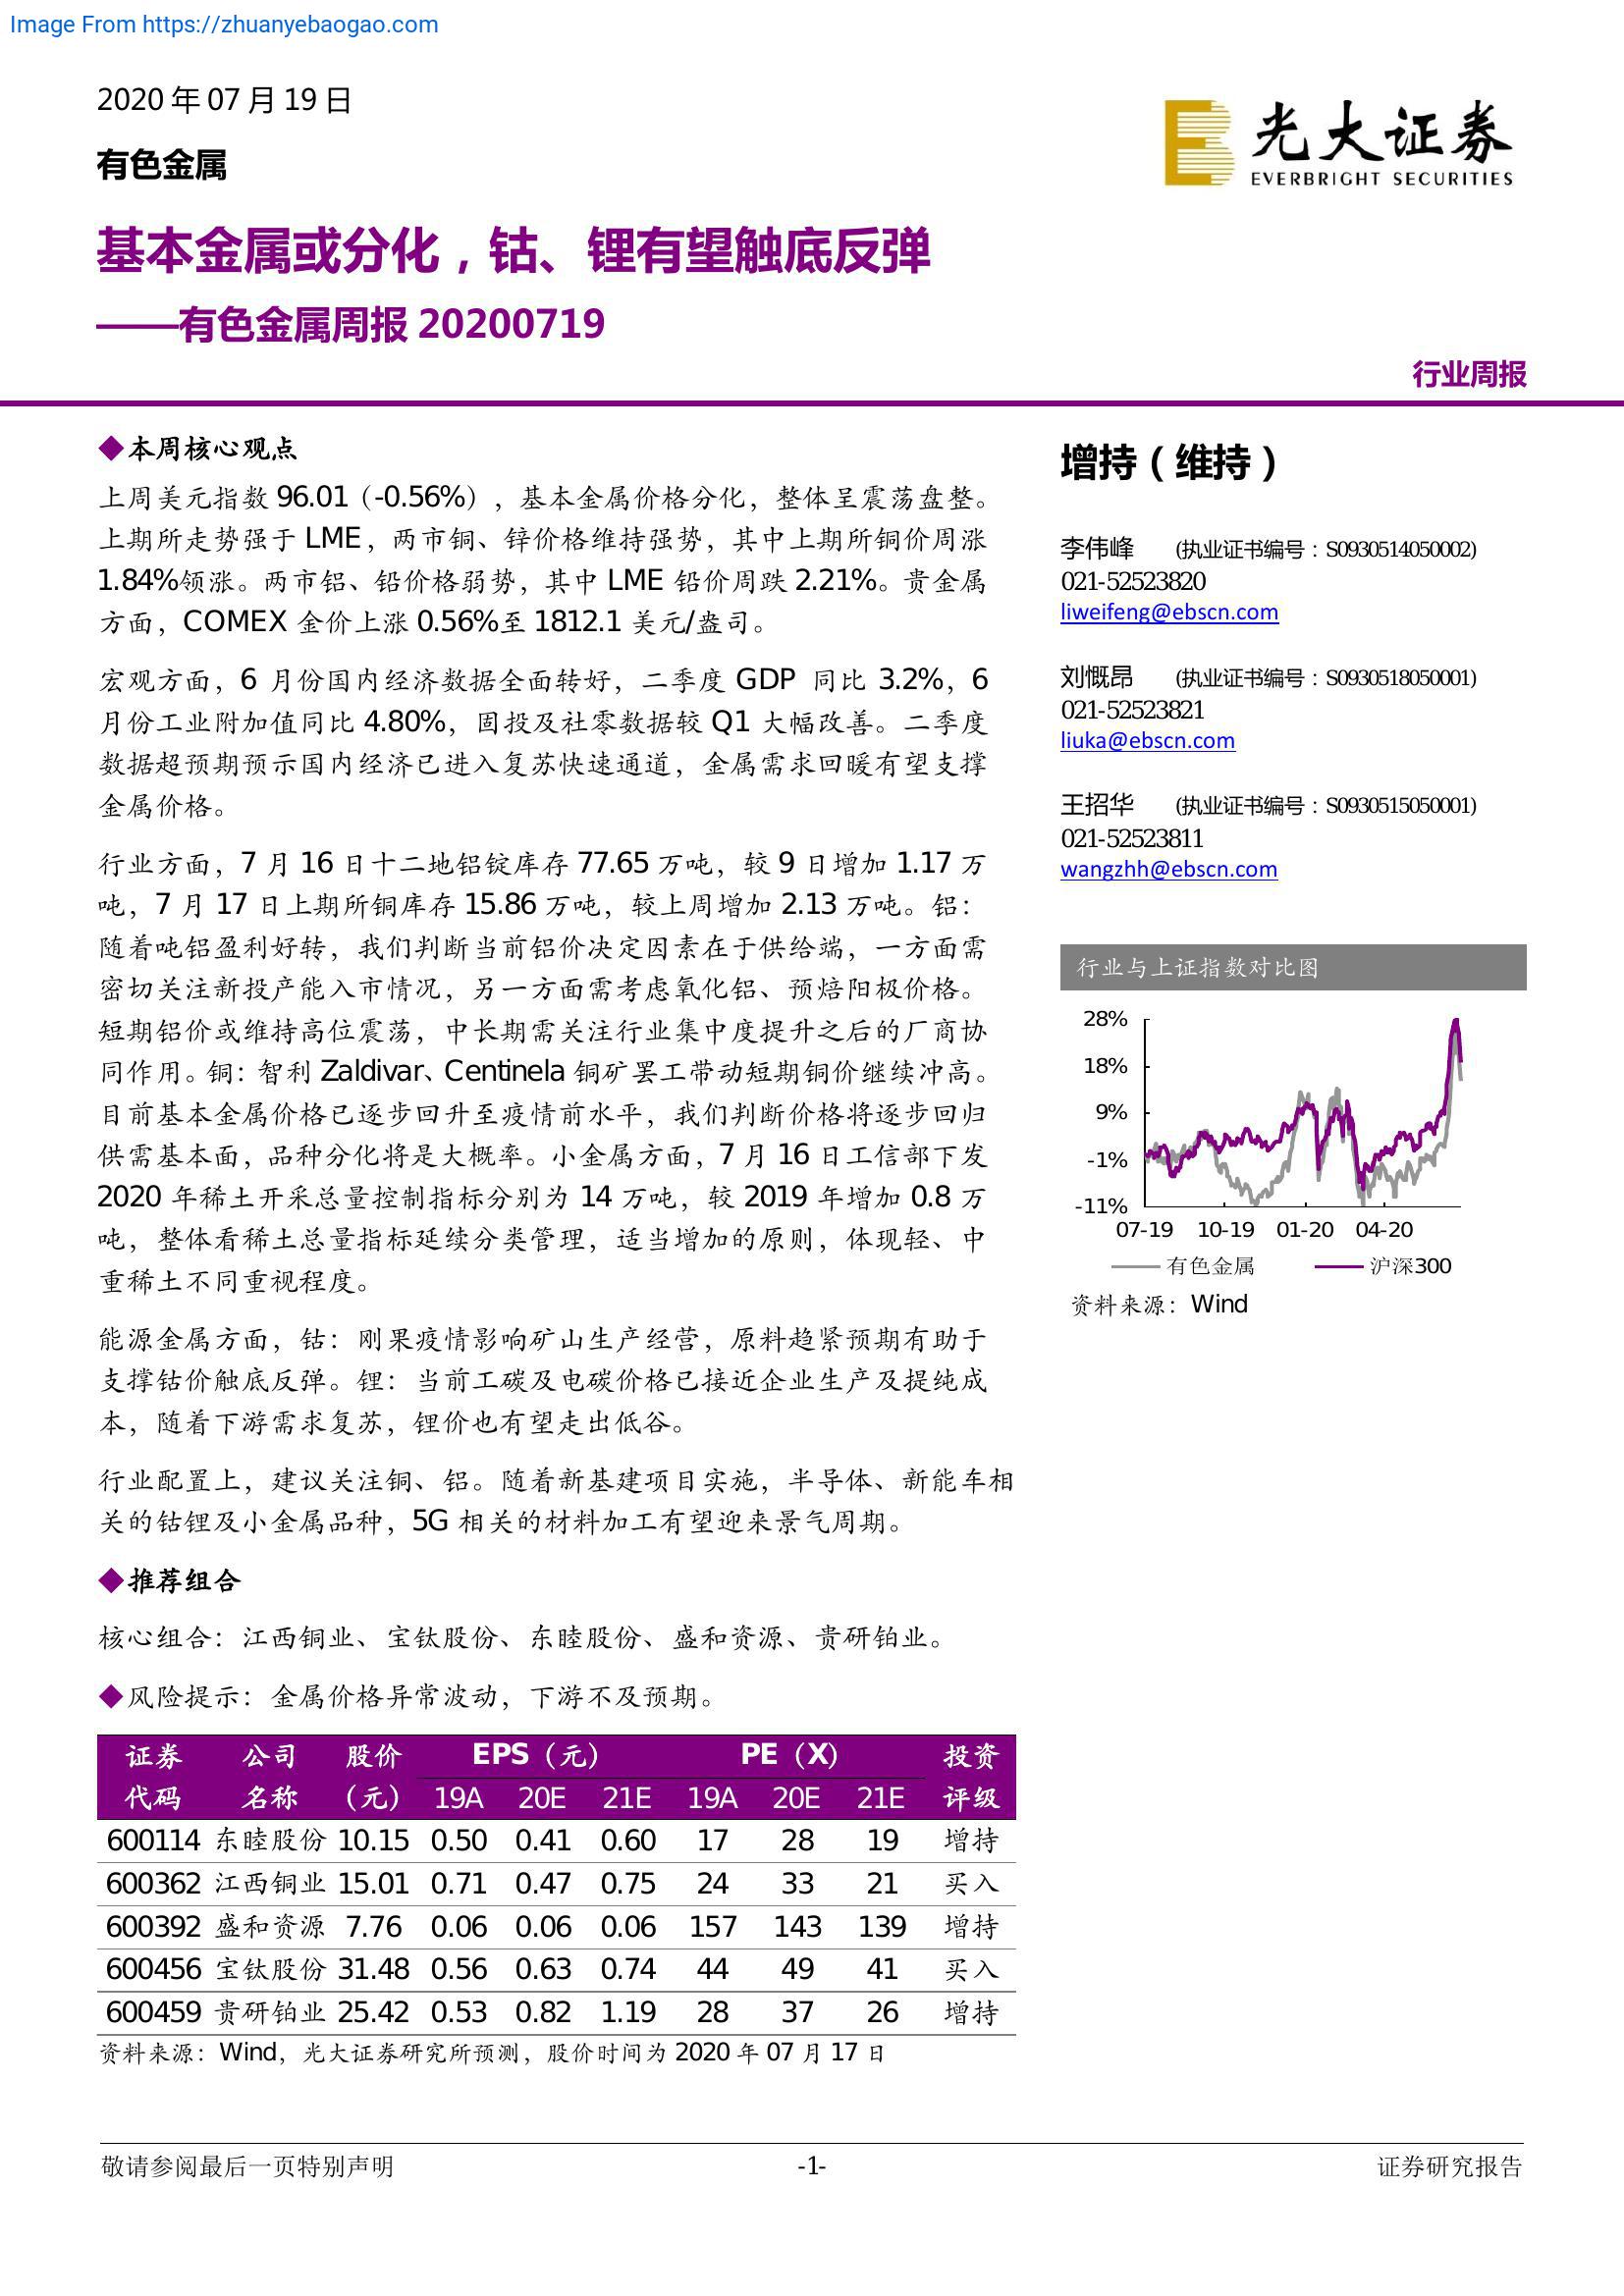 Image From https://zhuanyebaogao.com
2020 年 07 月 19 日
有色金属
光大证券
EVERBRIGHT SECURITIES
基本金属或分化，钴、锂有望触底反弹
——有色金属周报 20200719
行业周报
◆本周核心观点
上周美元指数 96.01（-0.56%），基本金属价格分化，整体呈震荡盘整。
上期所走势强于 LME，两市铜、锌价格维持强势，其中上期所铜价周涨
1.84%领涨。两市铝、铅价格弱势，其中 LME 铅价周跌 2.21%。贵金属
方面，COMEX 金价上涨 0.56%至 1812.1 美元/盎司。
宏观方面，6 月份国内经济数据全面转好，二季度 GDP 同比 3.2%，6
月份工业附加值同比 4.80%，固投及社零数据较 Q1 大幅改善。二季度
数据超预期预示国内经济已进入复苏快速通道，金属需求回暖有望支撑
金属价格。
行业方面，7 月 16 日十二地铝锭库存 77.65 万吨，较 9 日增加 1.17 万
吨，7 月 17 日上期所铜库存 15.86 万吨，较上周增加 2.13 万吨。铝：
随着吨铝盈利好转，我们判断当前铝价决定因素在于供给端，一方面需
密切关注新投产能入市情况，另一方面需考虑氧化铝、预焙阳极价格。
短期铝价或维持高位震荡，中长期需关注行业集中度提升之后的厂商协
同作用。铜：智利 Zaldivar、Centinela 铜矿罢工带动短期铜价继续冲高。
目前基本金属价格已逐步回升至疫情前水平，我们判断价格将逐步回归
供需基本面，品种分化将是大概率。小金属方面，7 月 16 日工信部下发
2020 年稀土开采总量控制指标分别为 14 万吨，较 2019 年增加 0.8 万
吨，整体看稀土总量指标延续分类管理，适当增加的原则，体现轻、中
重稀土不同重视程度。
能源金属方面，钴：刚果疫情影响矿山生产经营，原料趋紧预期有助于
支撑钴价触底反弹。锂：当前工碳及电碳价格已接近企业生产及提纯成
本，随着下游需求复苏，锂价也有望走出低谷。
行业配置上，建议关注铜、铝。随着新基建项目实施，半导体、新能车相
关的钴锂及小金属品种，5G 相关的材料加工有望迎来景气周期。
◆推荐组合
核心组合：江西铜业、宝钛股份、东睦股份、盛和资源、贵研铂业。
◆风险提示：金属价格异常波动，下游不及预期。
证券 公司 股价 EPS（元） PE（X） 投资
代码 名称 （元） 19A 20E 21E 19A 20E 21E 评级
600114 东睦股份 10.15 0.50 0.41 0.60 17 28 19 增持
600362 江西铜业 15.01 0.71 0.47 0.75 24 33 21 买入
600392 盛和资源 7.76 0.06 0.06 0.06 157 143 139 增持
600456 宝钛股份 31.48 0.56 0.63 0.74 44 49 41 买入
600459 贵研铂业 25.42 0.53 0.82 1.19 28 37 26 增持
资料来源：Wind，光大证券研究所预测，股价时间为 2020 年 07 月 17 日
增持（维持）
李伟峰 (执业证书编号：S0930514050002)
021-52523820
liweifeng@ebscn.com
刘慨昂 (执业证书编号：S0930518050001)
021-52523821
liuka@ebscn.com
王招华 (执业证书编号：S0930515050001)
021-52523811
wangzhh@ebscn.com
行业与上证指数对比图
28%
18%
9%
-1%
-11%
07-19 10-19 01-20 04-20
有色金属 沪深300
资料来源：Wind
敬请参阅最后一页特别声明 -1- 证券研究报告